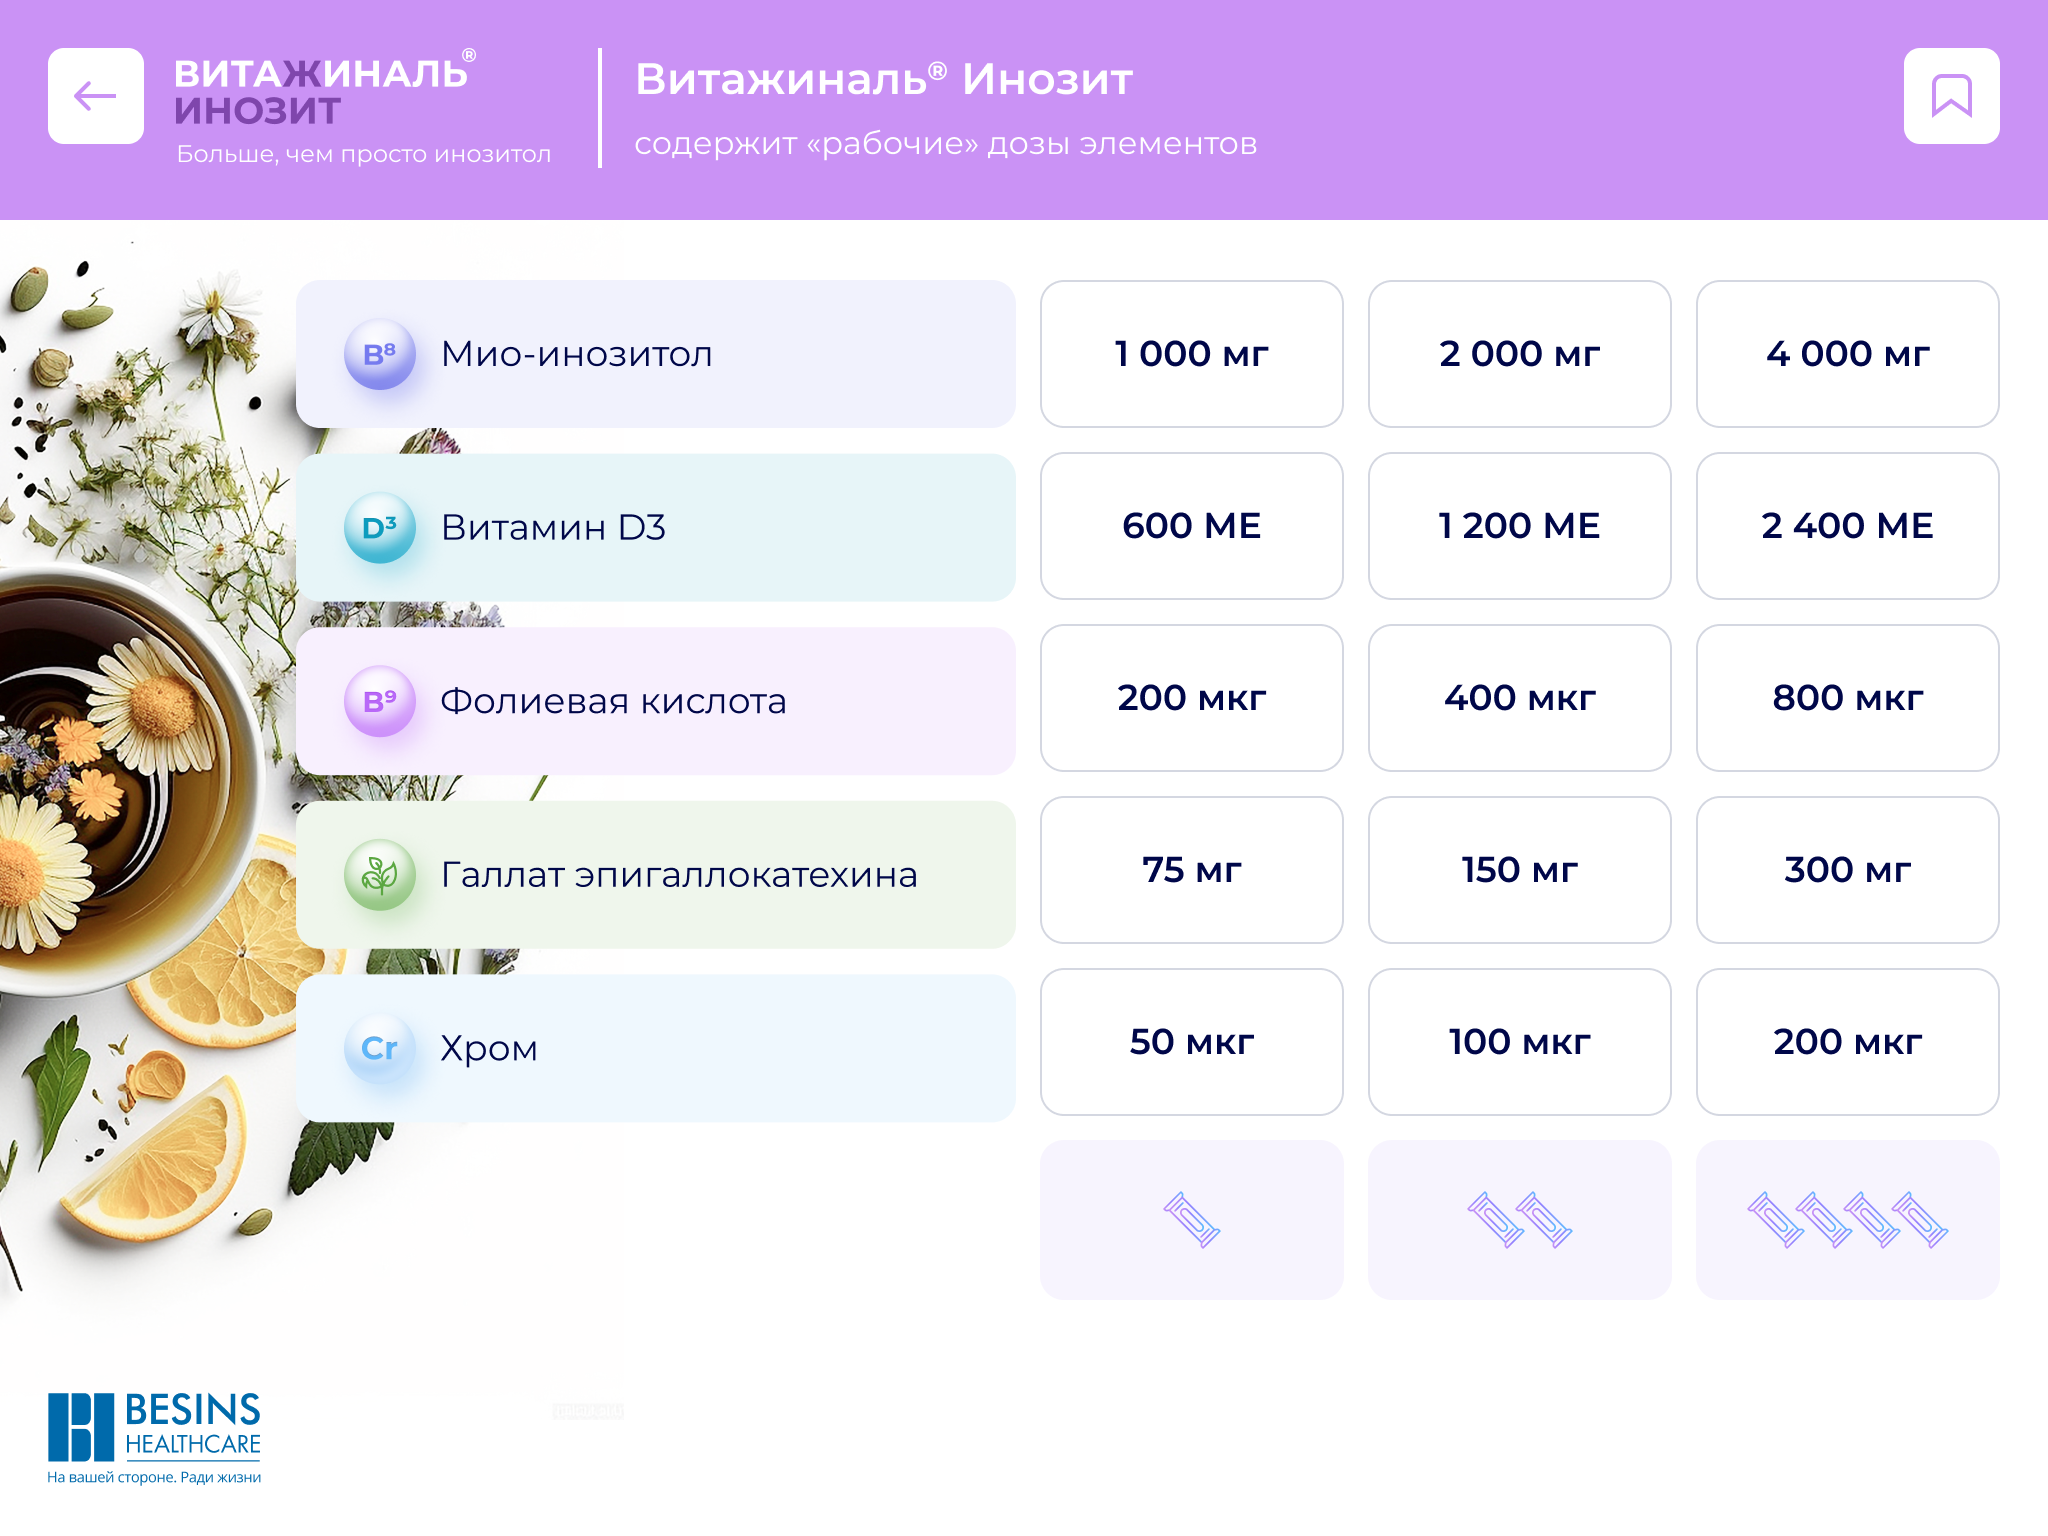 ВИТАЖИНАЛЬ®
ИНОЗИТ
Больше, чем просто инозитол
Витажиналь® Инозит
содержит «рабочие» дозы элементов
B⁸ Мио-инозитол 1 000 мг 2 000 мг 4 000 мг
D³ Витамин D3 600 МЕ 1 200 МЕ 2 400 МЕ
B⁹ Фолиевая кислота 200 мкг 400 мкг 800 мкг
Галлат эпигаллокатехина 75 мг 150 мг 300 мг
Cr Хром 50 мкг 100 мкг 200 мкг
BESINS
HEALTHCARE
На вашей стороне. Ради жизни